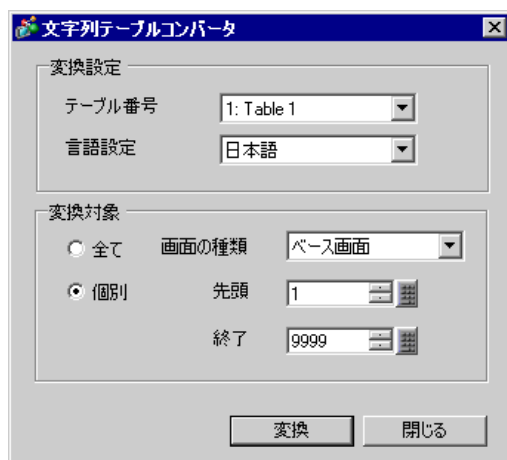 文字列テーブルコンバータ
変換設定
テーブル番号 1: Table 1
言語設定 日本語
変換対象
全て 画面の種類 ベース画面
個別 先頭 1
終了 9999
変換 閉じる